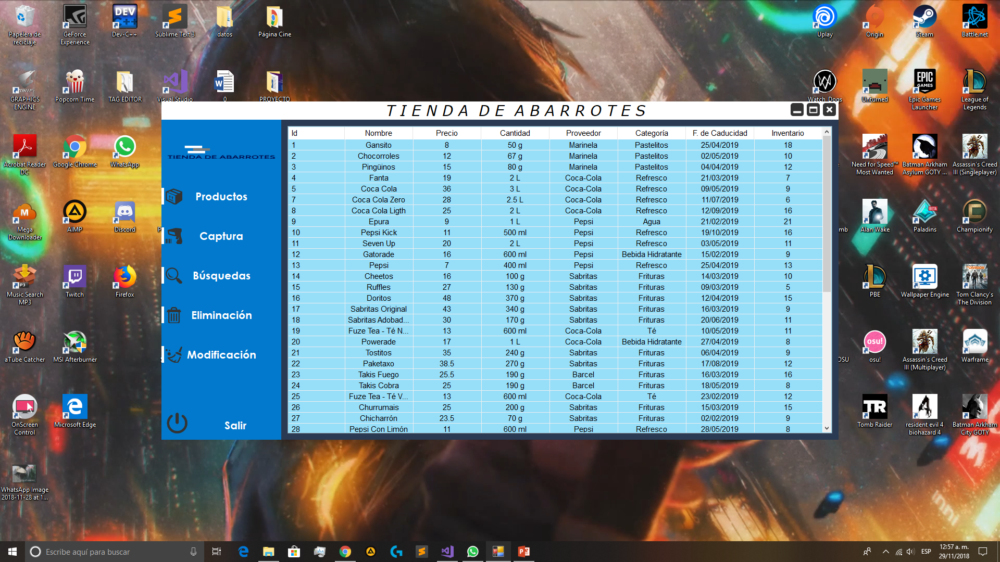 Papelera de
reciclaje
GeForce
Experience
DEV
C++
Dev-C++
Sublime Text 3
datos
Página Cine
Uplay
Origin
Steam
Battle.net
GRAPHICS
ENGINE
Popcorn Time
TAG EDITOR
Visual Studio
0
PROYECTO
Watch_Dogs
Unturned
EPIC
GAMES
Epic Games
Launcher
League of
Legends
Acrobat Reader
DC
Google Chrome
WhatsApp
Need for Speed™
Most Wanted
Batman Arkham
Asylum GOTY ...
Assassin's Creed
III (Singleplayer)
Mega
Downloader
AIMP
Discord
P
mb
Alan Wake
BETA
Paladins
Championify
P3
Music Search
MP3
Twitch
Firefox
PBE
Wallpaper Engine
Tom Clancy's
The Division
aTube Catcher
MSI Afterburner
OSU
osu!
osu!
Assassin's Creed
III (Multiplayer)
Warframe
OnScreen
Control
Microsoft Edge
TR
Tomb Raider
4
resident evil 4
biohazard 4
Batman Arkham
City GOTY
WhatsApp Image
2018-11-28 at 1...
TIENDA DE ABARROTES
TIENDA DE ABARROTES
Productos
Captura
Búsquedas
Eliminación
Modificación
Salir
Id Nombre Precio Cantidad Proveedor Categoría F. de Caducidad Inventario
1 Gansito 8 50 g Marinela Pastelitos 25/04/2019 18
2 Chocorroles 12 67 g Marinela Pastelitos 02/05/2019 10
3 Pingüinos 15 80 g Marinela Pastelitos 04/04/2019 12
4 Fanta 19 2 L Coca-Cola Refresco 21/03/2019 7
5 Coca Cola 36 3 L Coca-Cola Refresco 09/05/2019 9
7 Coca Cola Zero 28 2.5 L Coca-Cola Refresco 11/07/2019 6
8 Coca Cola Ligth 25 2 L Coca-Cola Refresco 12/09/2019 16
9 Epura 9 1 L Pepsi Agua 21/02/2019 21
10 Pepsi Kick 11 500 ml Pepsi Refresco 19/10/2019 16
11 Seven Up 20 2 L Pepsi Refresco 03/05/2019 11
12 Gatorade 16 600 ml Pepsi Bebida Hidratante 15/02/2019 9
13 Pepsi 7 400 ml Pepsi Refresco 25/04/2019 13
14 Cheetos 16 100 g Sabritas Frituras 14/03/2019 10
15 Ruffles 27 130 g Sabritas Frituras 09/03/2019 5
16 Doritos 48 370 g Sabritas Frituras 12/04/2019 15
17 Sabritas Original 43 340 g Sabritas Frituras 16/03/2019 9
18 Sabritas Adobad... 30 170 g Sabritas Frituras 20/06/2019 11
19 Fuze Tea - Té N... 13 600 ml Coca-Cola Té 10/05/2019 11
20 Powerade 17 1 L Coca-Cola Bebida Hidratante 27/04/2019 8
21 Tostitos 35 240 g Sabritas Frituras 06/04/2019 9
22 Paketaxo 38.5 270 g Sabritas Frituras 17/08/2019 12
23 Takis Fuego 25.5 190 g Barcel Frituras 16/03/2019 16
24 Takis Cobra 25 190 g Barcel Frituras 18/05/2019 8
25 Fuze Tea - Té V... 13 600 ml Coca-Cola Té 23/02/2019 12
26 Churrumais 25 200 g Sabritas Frituras 15/03/2019 15
27 Chicharrón 23.5 70 g Sabritas Frituras 02/02/2019 9
28 Pepsi Con Limón 11 600 ml Pepsi Refresco 28/05/2019 8
Escribe aquí para buscar
ESP
12:57 a. m.
29/11/2018